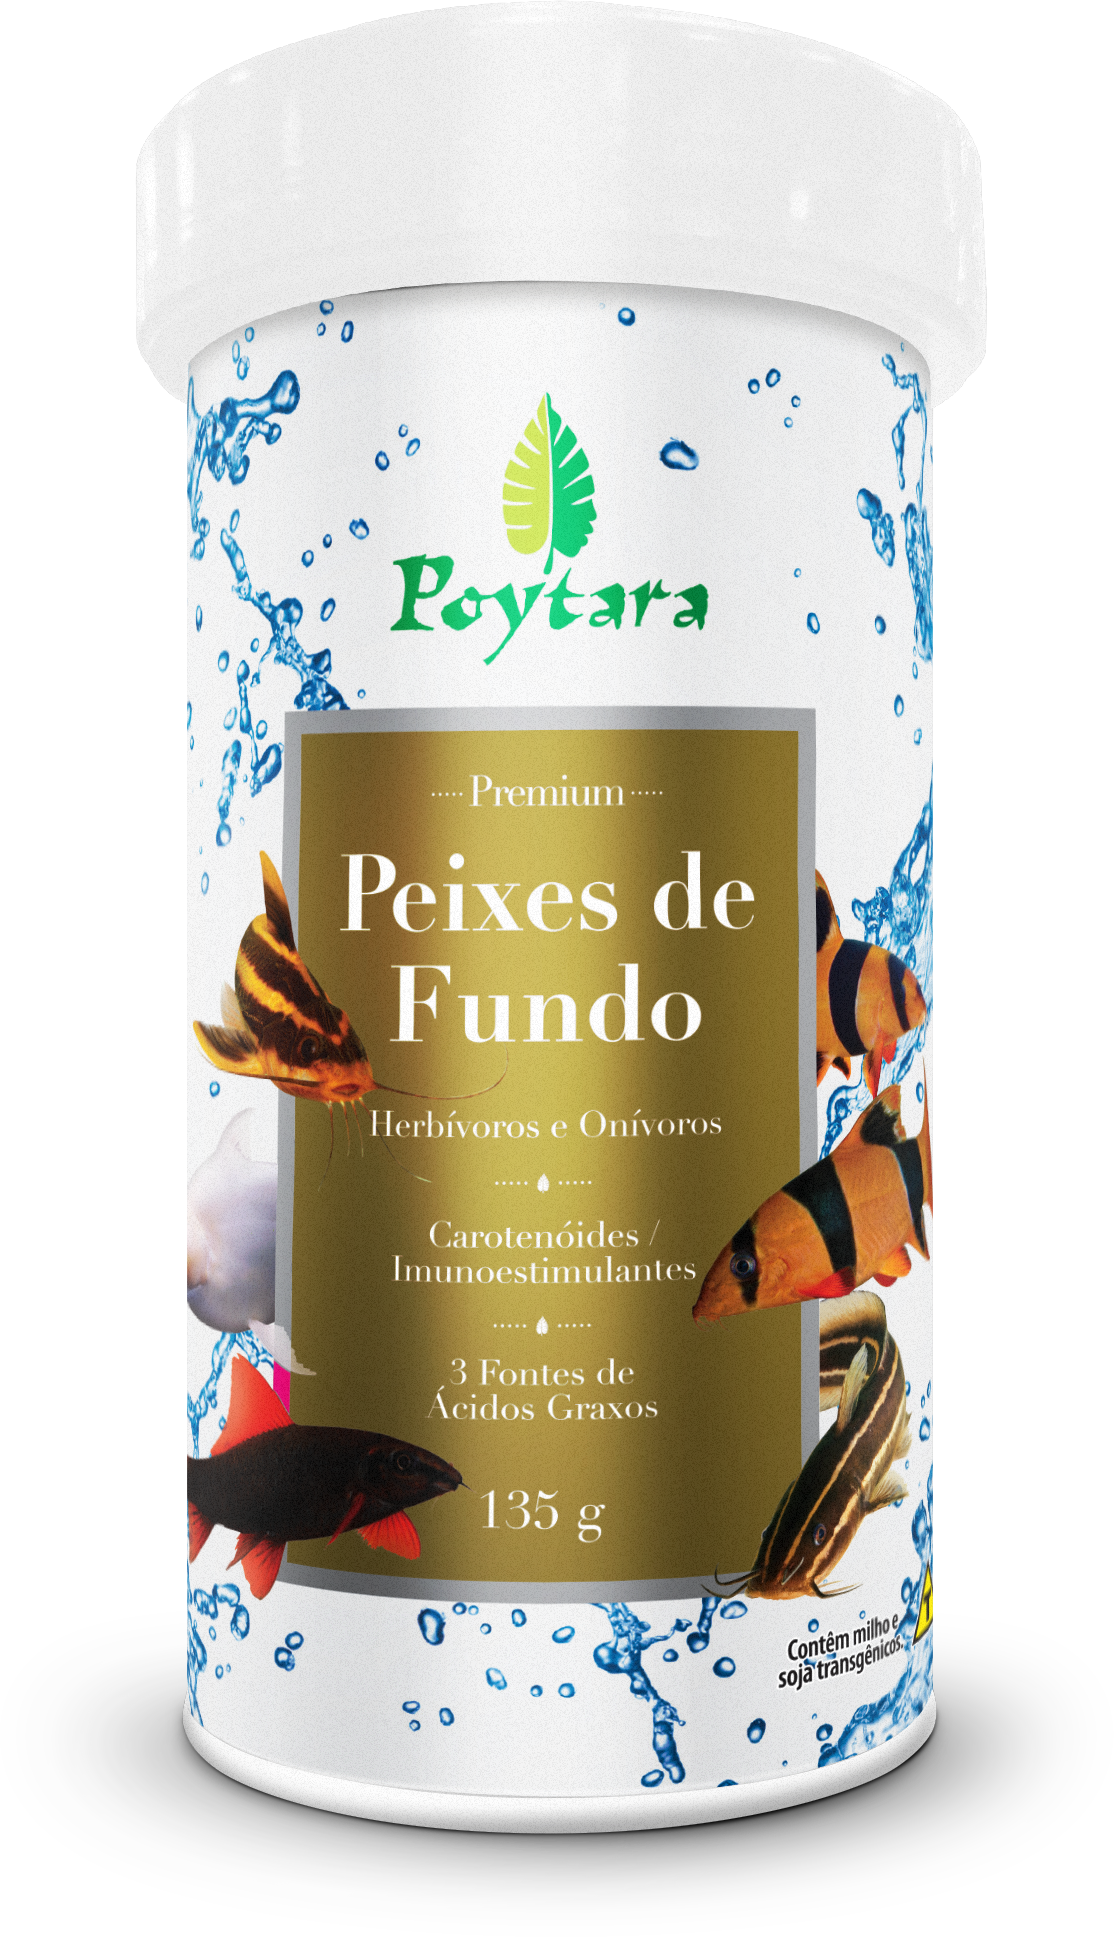 Poytara
Premium
Peixes de
Fundo
Herbívoros e Onívoros
Carotenóides /
Imunoestimulantes
3 Fontes de
Ácidos Graxos
135 g
T
Contêm milho e
soja transgênicos.